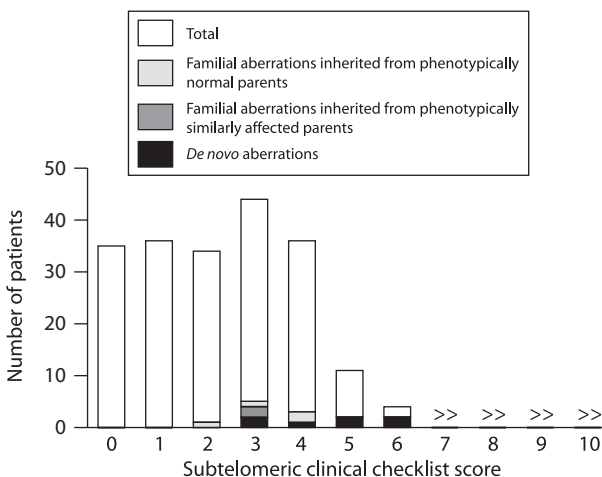 Total
Familial aberrations inherited from phenotypically
normal parents
Familial aberrations inherited from phenotypically
similarly affected parents
De novo aberrations
50
40
30
20
10
0
Number of patients
>> >> >> >>
0 1 2 3 4 5 6 7 8 9 10
Subtelomeric clinical checklist score